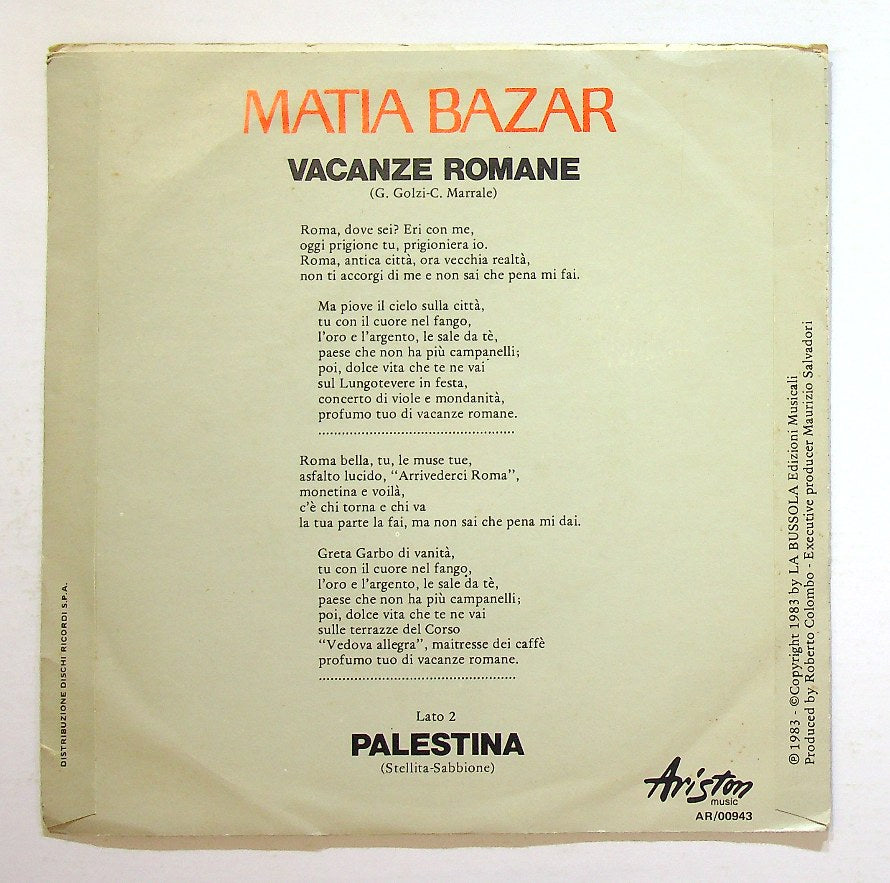 MATIA BAZAR
VACANZE ROMANE
(G. Golzi-C. Marrale)
Roma, dove sei? Eri con me,
oggi prigione tu, prigioniera io.
Roma, antica città, ora vecchia realtà,
non ti accorgi di me e non sai che pena mi fai.
Ma piove il cielo sulla città,
tu con il cuore nel fango,
l'oro e l'argento, le sale da tè,
paese che non ha più campanelli;
poi, dolce vita che te ne vai
sul Lungotevere in festa,
concerto di viole e mondanità,
profumo tuo di vacanze romane.
Roma bella, tu, le muse tue,
asfalto lucido, "Arrivederci Roma",
monetina e voilà,
c'è chi torna e chi va
la tua parte la fai, ma non sai che pena mi dai.
Greta Garbo di vanità,
tu con il cuore nel fango,
l'oro e l'argento, le sale da tè,
paese che non ha più campanelli;
poi, dolce vita che te ne vai
sulle terrazze del Corso
"Vedova allegra", maitresse dei caffè
profumo tuo di vacanze romane.
Lato 2
PALESTINA
(Stellita-Sabbione)
Ariston
music
AR/00943
DISTRIBUZIONE DISCHI RICORDI S.P.A.
℗ 1983 - ©Copyright 1983 by LA BUSSOLA Edizioni Musicali
Produced by Roberto Colombo - Executive producer Maurizio Salvadori